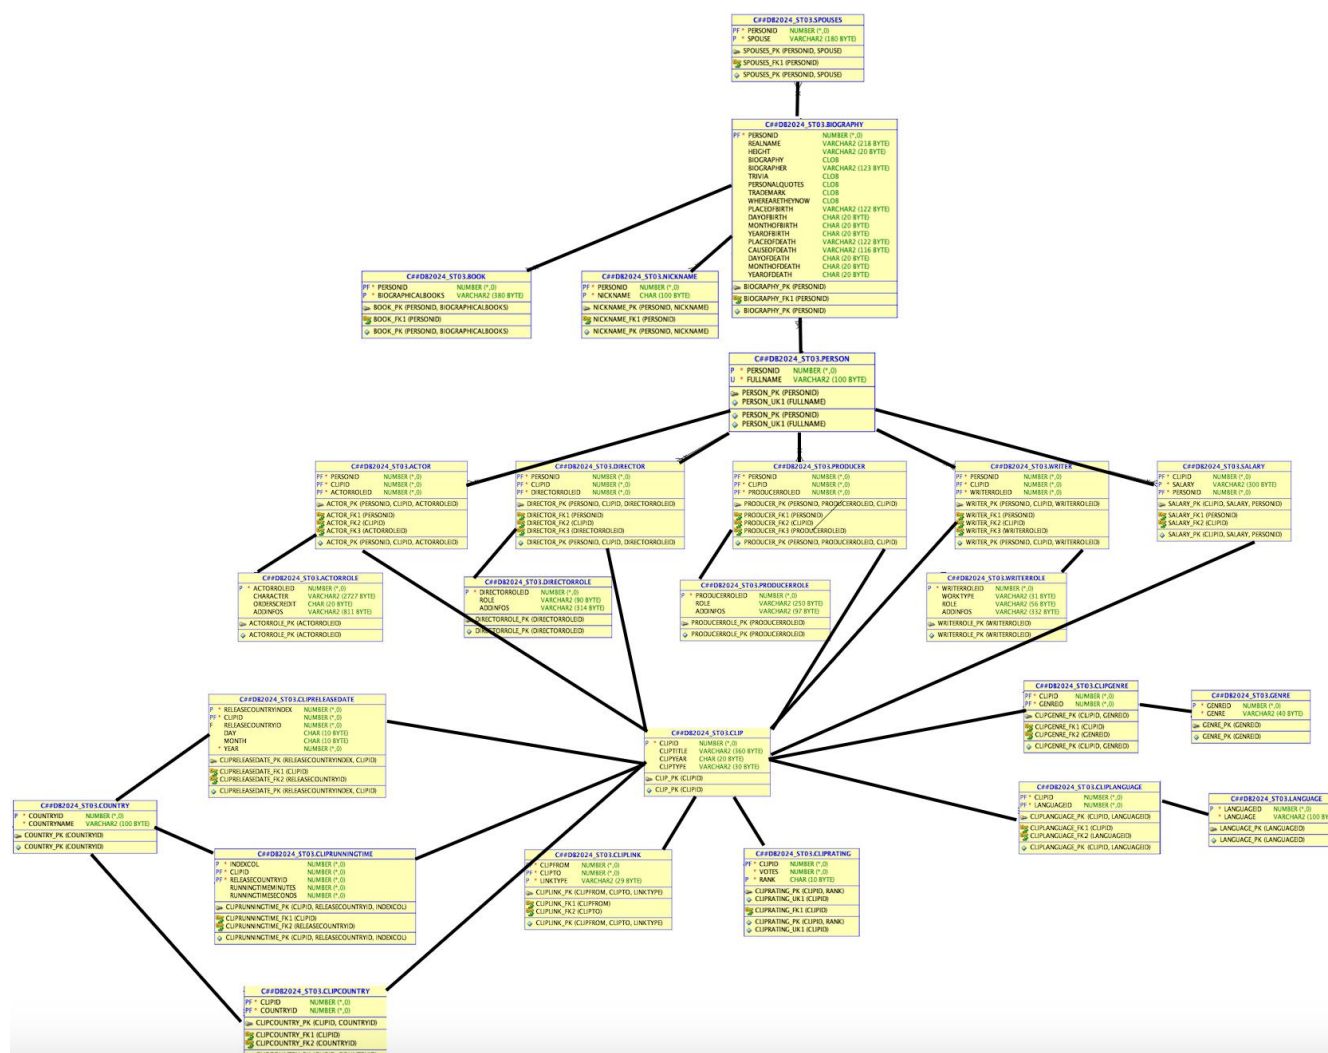 C##DB2024_ST03.SPOUSES
PF * PERSONID NUMBER (*,0)
P * SPOUSE VARCHAR2 (180 BYTE)
SPOUSES_PK (PERSONID, SPOUSE)
SPOUSES_FK1 (PERSONID)
SPOUSES_PK (PERSONID, SPOUSE)
C##DB2024_ST03.BIOGRAPHY
PF * PERSONID NUMBER (*,0)
REALNAME VARCHAR2 (218 BYTE)
HEIGHT VARCHAR2 (20 BYTE)
BIOGRAPHY CLOB
BIOGRAPHER VARCHAR2 (123 BYTE)
TRIVIA CLOB
PERSONALQUOTES CLOB
TRADEMARK CLOB
WHEREARETHEYNOW CLOB
PLACEOFBIRTH VARCHAR2 (122 BYTE)
DAYOFBIRTH CHAR (20 BYTE)
MONTHOFBIRTH CHAR (20 BYTE)
YEAROFBIRTH CHAR (20 BYTE)
PLACEOFDEATH VARCHAR2 (122 BYTE)
CAUSEOFDEATH VARCHAR2 (116 BYTE)
DAYOFDEATH CHAR (20 BYTE)
MONTHOFDEATH CHAR (20 BYTE)
YEAROFDEATH CHAR (20 BYTE)
BIOGRAPHY_PK (PERSONID)
BIOGRAPHY_FK1 (PERSONID)
BIOGRAPHY_PK (PERSONID)
C##DB2024_ST03.BOOK
PF * PERSONID NUMBER (*,0)
P * BIOGRAPHICALBOOKS VARCHAR2 (380 BYTE)
BOOK_PK (PERSONID, BIOGRAPHICALBOOKS)
BOOK_FK1 (PERSONID)
BOOK_PK (PERSONID, BIOGRAPHICALBOOKS)
C##DB2024_ST03.NICKNAME
PF * PERSONID NUMBER (*,0)
P * NICKNAME CHAR (100 BYTE)
NICKNAME_PK (PERSONID, NICKNAME)
NICKNAME_FK1 (PERSONID)
NICKNAME_PK (PERSONID, NICKNAME)
C##DB2024_ST03.PERSON
P * PERSONID NUMBER (*,0)
U * FULLNAME VARCHAR2 (100 BYTE)
PERSON_PK (PERSONID)
PERSON_UK1 (FULLNAME)
PERSON_PK (PERSONID)
PERSON_UK1 (FULLNAME)
C##DB2024_ST03.ACTOR
PF * PERSONID NUMBER (*,0)
PF * CLIPID NUMBER (*,0)
PF * ACTORROLEID NUMBER (*,0)
ACTOR_PK (PERSONID, CLIPID, ACTORROLEID)
ACTOR_FK1 (PERSONID)
ACTOR_FK2 (CLIPID)
ACTOR_FK3 (ACTORROLEID)
ACTOR_PK (PERSONID, CLIPID, ACTORROLEID)
C##DB2024_ST03.DIRECTOR
PF * PERSONID NUMBER (*,0)
PF * CLIPID NUMBER (*,0)
PF * DIRECTORROLEID NUMBER (*,0)
DIRECTOR_PK (PERSONID, CLIPID, DIRECTORROLEID)
DIRECTOR_FK1 (PERSONID)
DIRECTOR_FK2 (CLIPID)
DIRECTOR_FK3 (DIRECTORROLEID)
DIRECTOR_PK (PERSONID, CLIPID, DIRECTORROLEID)
C##DB2024_ST03.PRODUCER
PF * PERSONID NUMBER (*,0)
PF * CLIPID NUMBER (*,0)
PF * PRODUCERROLEID NUMBER (*,0)
PRODUCER_PK (PERSONID, PRODUCERROLEID, CLIPID)
PRODUCER_FK1 (PERSONID)
PRODUCER_FK2 (CLIPID)
PRODUCER_FK3 (PRODUCERROLEID)
PRODUCER_PK (PERSONID, PRODUCERROLEID, CLIPID)
C##DB2024_ST03.WRITER
PF * PERSONID NUMBER (*,0)
PF * CLIPID NUMBER (*,0)
PF * WRITERROLEID NUMBER (*,0)
WRITER_PK (PERSONID, CLIPID, WRITERROLEID)
WRITER_FK1 (PERSONID)
WRITER_FK2 (CLIPID)
WRITER_FK3 (WRITERROLEID)
WRITER_PK (PERSONID, CLIPID, WRITERROLEID)
C##DB2024_ST03.SALARY
PF * CLIPID NUMBER (*,0)
P * SALARY VARCHAR2 (300 BYTE)
PF * PERSONID NUMBER (*,0)
SALARY_PK (CLIPID, SALARY, PERSONID)
SALARY_FK1 (PERSONID)
SALARY_FK2 (CLIPID)
SALARY_PK (CLIPID, SALARY, PERSONID)
C##DB2024_ST03.ACTORROLE
P * ACTORROLEID NUMBER (*,0)
CHARACTER VARCHAR2 (2727 BYTE)
ORDERSCREDIT CHAR (20 BYTE)
ADDINFOS VARCHAR2 (811 BYTE)
ACTORROLE_PK (ACTORROLEID)
ACTORROLE_PK (ACTORROLEID)
C##DB2024_ST03.DIRECTORROLE
P * DIRECTORROLEID NUMBER (*,0)
ROLE VARCHAR2 (90 BYTE)
ADDINFOS VARCHAR2 (314 BYTE)
DIRECTORROLE_PK (DIRECTORROLEID)
DIRECTORROLE_PK (DIRECTORROLEID)
C##DB2024_ST03.PRODUCERROLE
P * PRODUCERROLEID NUMBER (*,0)
ROLE VARCHAR2 (250 BYTE)
ADDINFOS VARCHAR2 (97 BYTE)
PRODUCERROLE_PK (PRODUCERROLEID)
PRODUCERROLE_PK (PRODUCERROLEID)
C##DB2024_ST03.WRITERROLE
P * WRITERROLEID NUMBER (*,0)
WORKTYPE VARCHAR2 (31 BYTE)
ROLE VARCHAR2 (56 BYTE)
ADDINFOS VARCHAR2 (332 BYTE)
WRITERROLE_PK (WRITERROLEID)
WRITERROLE_PK (WRITERROLEID)
C##DB2024_ST03.CLIPRELEASEDATE
P * RELEASECOUNTRYINDEX NUMBER (*,0)
PF * CLIPID NUMBER (*,0)
F RELEASECOUNTRYID NUMBER (*,0)
DAY CHAR (10 BYTE)
MONTH CHAR (10 BYTE)
* YEAR NUMBER (*,0)
CLIPRELEASEDATE_PK (RELEASECOUNTRYINDEX, CLIPID)
CLIPRELEASEDATE_FK1 (CLIPID)
CLIPRELEASEDATE_FK2 (RELEASECOUNTRYID)
CLIPRELEASEDATE_PK (RELEASECOUNTRYINDEX, CLIPID)
C##DB2024_ST03.CLIP
P * CLIPID NUMBER (*,0)
CLIPTITLE VARCHAR2 (360 BYTE)
CLIPYEAR CHAR (20 BYTE)
CLIPTYPE VARCHAR2 (30 BYTE)
CLIP_PK (CLIPID)
CLIP_PK (CLIPID)
C##DB2024_ST03.CLIPGENRE
PF * CLIPID NUMBER (*,0)
PF * GENREID NUMBER (*,0)
CLIPGENRE_PK (CLIPID, GENREID)
CLIPGENRE_FK1 (CLIPID)
CLIPGENRE_FK2 (GENREID)
CLIPGENRE_PK (CLIPID, GENREID)
C##DB2024_ST03.GENRE
P * GENREID NUMBER (*,0)
* GENRE VARCHAR2 (40 BYTE)
GENRE_PK (GENREID)
GENRE_PK (GENREID)
C##DB2024_ST03.COUNTRY
P * COUNTRYID NUMBER (*,0)
* COUNTRYNAME VARCHAR2 (100 BYTE)
COUNTRY_PK (COUNTRYID)
COUNTRY_PK (COUNTRYID)
C##DB2024_ST03.CLIPLANGUAGE
PF * CLIPID NUMBER (*,0)
PF * LANGUAGEID NUMBER (*,0)
CLIPLANGUAGE_PK (CLIPID, LANGUAGEID)
CLIPLANGUAGE_FK1 (CLIPID)
CLIPLANGUAGE_FK2 (LANGUAGEID)
CLIPLANGUAGE_PK (CLIPID, LANGUAGEID)
C##DB2024_ST03.LANGUAGE
P * LANGUAGEID NUMBER (*,0)
* LANGUAGE VARCHAR2 (100 BY
LANGUAGE_PK (LANGUAGEID)
LANGUAGE_PK (LANGUAGEID)
C##DB2024_ST03.CLIPRUNNINGTIME
P * INDEXCOL NUMBER (*,0)
PF * CLIPID NUMBER (*,0)
PF * RELEASECOUNTRYID NUMBER (*,0)
RUNNINGTIMEMINUTES NUMBER (*,0)
RUNNINGTIMESECONDS NUMBER (*,0)
CLIPRUNNINGTIME_PK (CLIPID, RELEASECOUNTRYID, INDEXCOL)
CLIPRUNNINGTIME_FK1 (CLIPID)
CLIPRUNNINGTIME_FK2 (RELEASECOUNTRYID)
CLIPRUNNINGTIME_PK (CLIPID, RELEASECOUNTRYID, INDEXCOL)
C##DB2024_ST03.CLIPLINK
PF * CLIPFROM NUMBER (*,0)
PF * CLIPTO NUMBER (*,0)
P * LINKTYPE VARCHAR2 (29 BYTE)
CLIPLINK_PK (CLIPFROM, CLIPTO, LINKTYPE)
CLIPLINK_FK1 (CLIPFROM)
CLIPLINK_FK2 (CLIPTO)
CLIPLINK_PK (CLIPFROM, CLIPTO, LINKTYPE)
C##DB2024_ST03.CLIPRATING
PF * CLIPID NUMBER (*,0)
* VOTES NUMBER (*,0)
P * RANK CHAR (10 BYTE)
CLIPRATING_PK (CLIPID, RANK)
CLIPRATING_UK1 (CLIPID)
CLIPRATING_FK1 (CLIPID)
CLIPRATING_PK (CLIPID, RANK)
CLIPRATING_UK1 (CLIPID)
C##DB2024_ST03.CLIPCOUNTRY
PF * CLIPID NUMBER (*,0)
PF * COUNTRYID NUMBER (*,0)
CLIPCOUNTRY_PK (CLIPID, COUNTRYID)
CLIPCOUNTRY_FK1 (CLIPID)
CLIPCOUNTRY_FK2 (COUNTRYID)